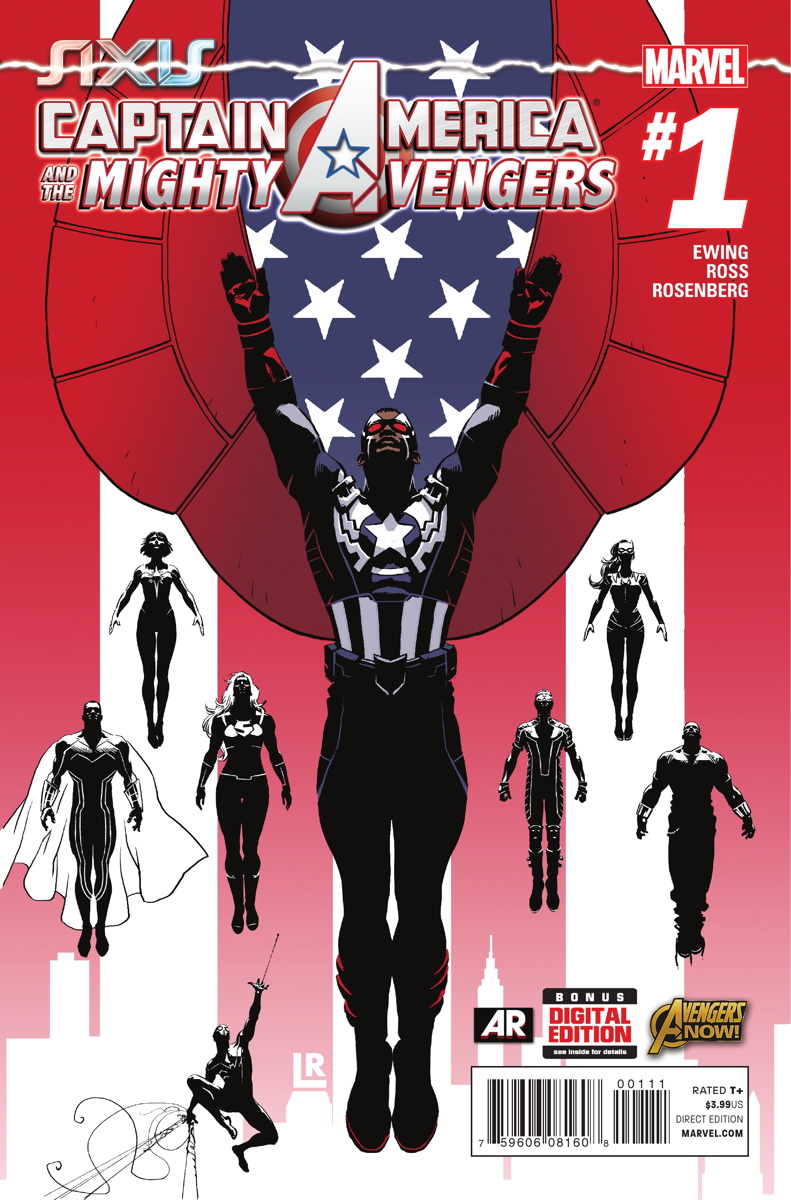 AXIS
MARVEL
CAPTAIN AMERICA®
AND THE MIGHTY AVENGERS
#1
EWING
ROSS
ROSENBERG
S
LR
AR
BONUS
DIGITAL
EDITION
see inside for details
AVENGERS
NOW!
00111
7 59606 08160 8
RATED T+
$3.99US
DIRECT EDITION
MARVEL.COM